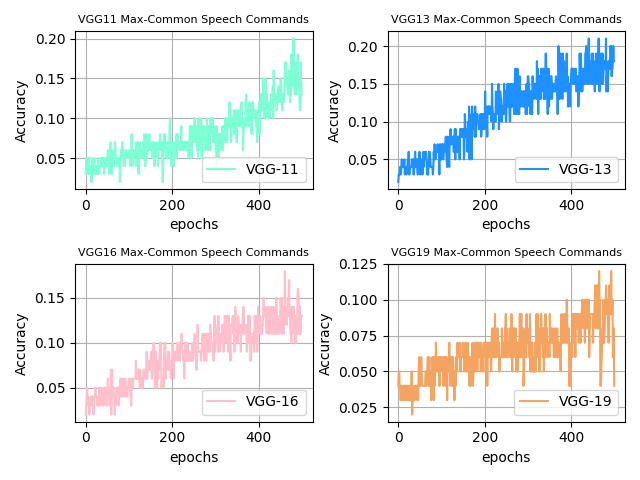 VGG11 Max-Common Speech Commands
Accuracy
0.20
0.15
0.10
0.05
0
200
400
epochs
VGG-11
VGG13 Max-Common Speech Commands
Accuracy
0.20
0.15
0.10
0.05
0
200
400
epochs
VGG-13
VGG16 Max-Common Speech Commands
Accuracy
0.15
0.10
0.05
0
200
400
epochs
VGG-16
VGG19 Max-Common Speech Commands
Accuracy
0.125
0.100
0.075
0.050
0.025
0
200
400
epochs
VGG-19